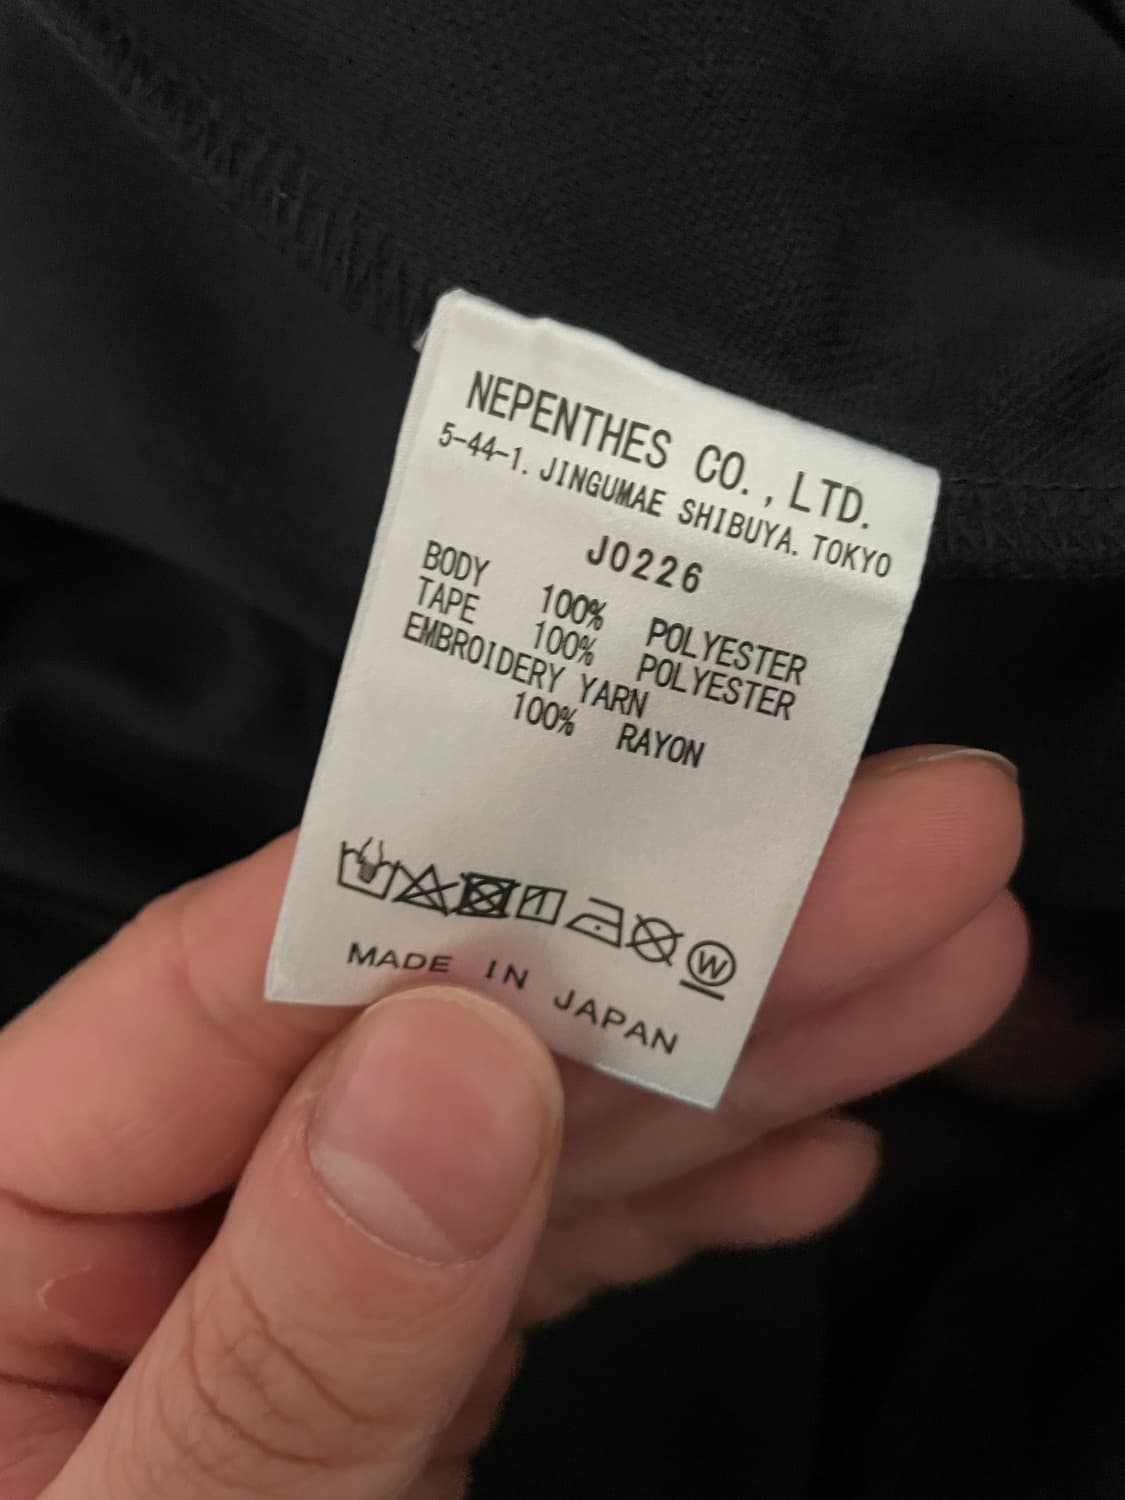 NEPENTHES CO., LTD.
5-44-1. JINGUMAE SHIBUYA. TOKYO
J0226
BODY 100% POLYESTER
TAPE 100% POLYESTER
EMBROIDERY YARN
100% RAYON
W
MADE IN JAPAN